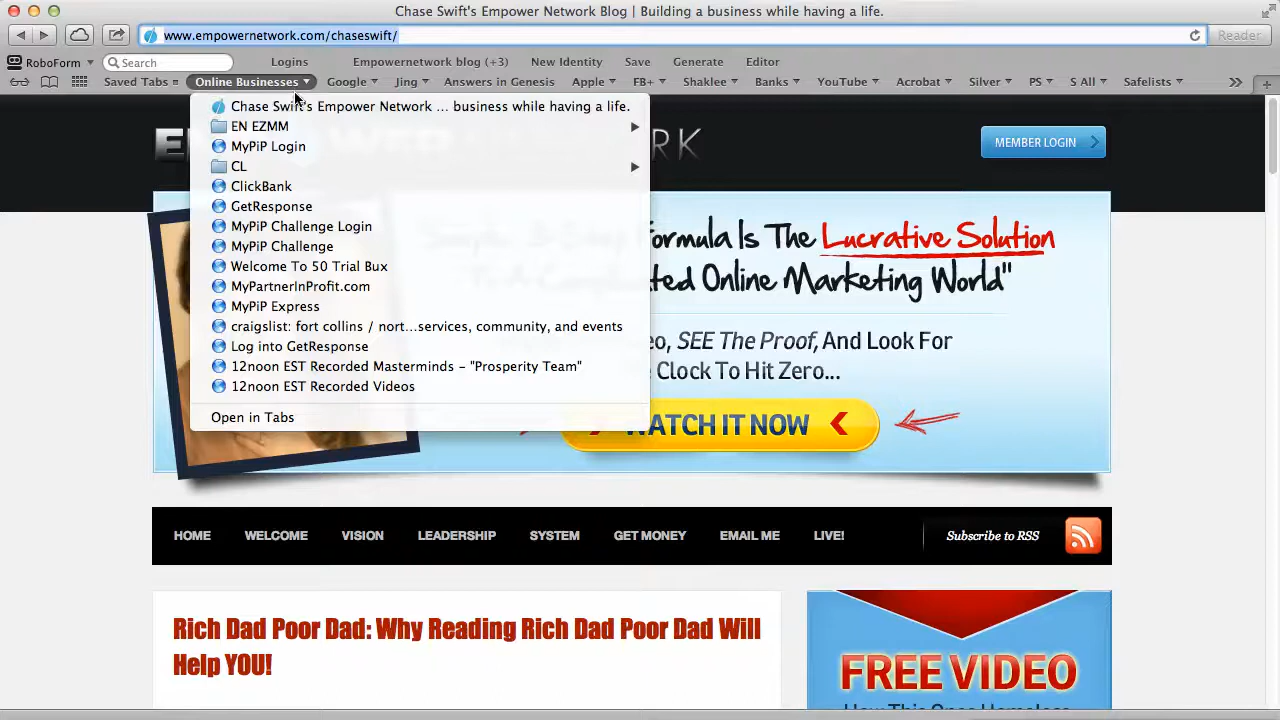 Chase Swift's Empower Network Blog | Building a business while having a life.
www.empowernetwork.com/chaseswift/
Reader
RoboForm
Search
Logins
Empowernetwork blog (+3)
New Identity
Save
Generate
Editor
Saved Tabs
Online Businesses
Google
Jing
Answers in Genesis
Apple
FB+
Shaklee
Banks
YouTube
Acrobat
Silver
PS
S All
Safelists
Chase Swift's Empower Network ... business while having a life.
EN EZMM
MyPiP Login
CL
ClickBank
GetResponse
MyPiP Challenge Login
MyPiP Challenge
Welcome To 50 Trial Bux
MyPartnerInProfit.com
MyPiP Express
craigslist: fort collins / nort...services, community, and events
Log into GetResponse
12noon EST Recorded Masterminds - "Prosperity Team"
12noon EST Recorded Videos
Open in Tabs
MEMBER LOGIN
Formula Is The Lucrative Solution
ted Online Marketing World"
eo, SEE The Proof, And Look For
e Clock To Hit Zero...
WATCH IT NOW
HOME
WELCOME
VISION
LEADERSHIP
SYSTEM
GET MONEY
EMAIL ME
LIVE!
Subscribe to RSS
Rich Dad Poor Dad: Why Reading Rich Dad Poor Dad Will
Help YOU!
FREE VIDEO